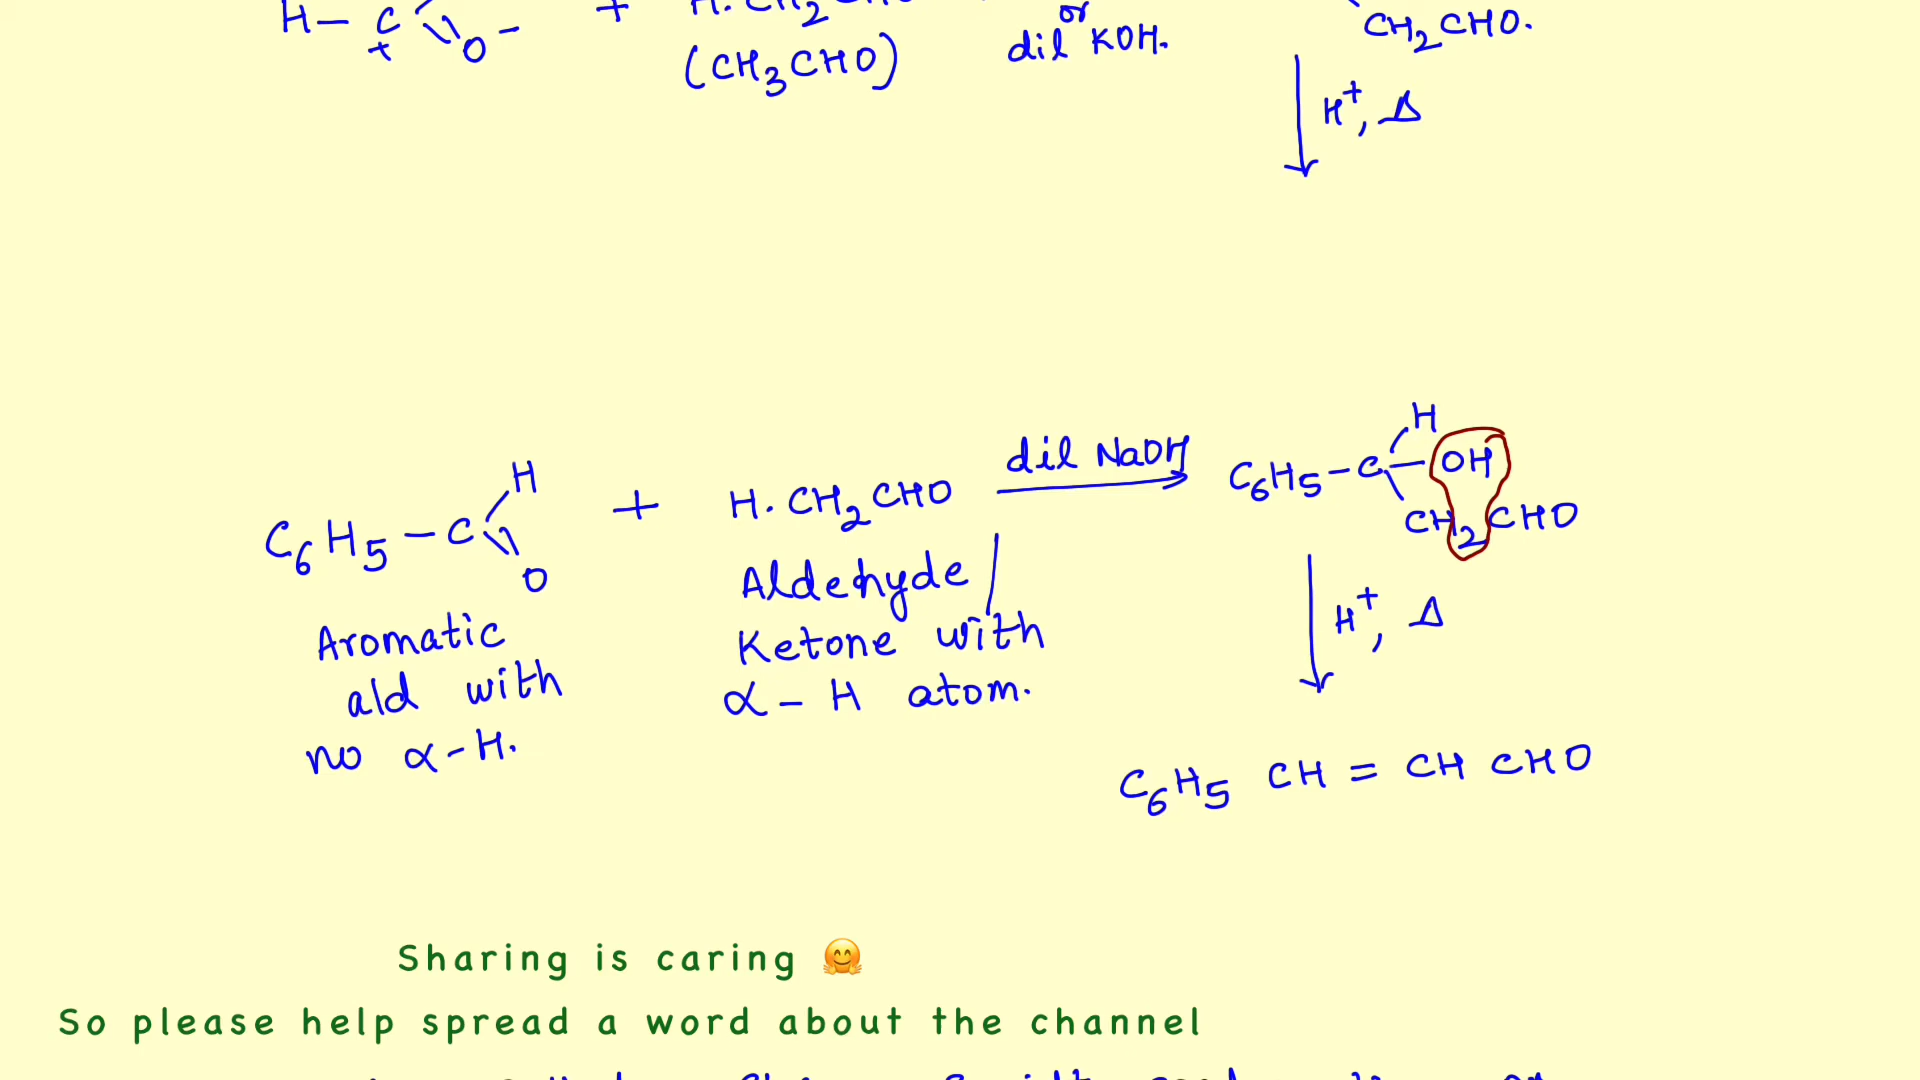 H – C O – + H. CH2 or CH2CHO.
+ (CH3CHO) dil KOH.
H+, Δ
C6H5 – C H O + H. CH2CHO dil NaOH C6H5 – C H – OH CH2 CHO
Aromatic ald with no α-H.
Aldehyde / Ketone with α – H atom.
H+, Δ
C6H5 CH = CH CHO
Sharing is caring 🤗
So please help spread a word about the channel